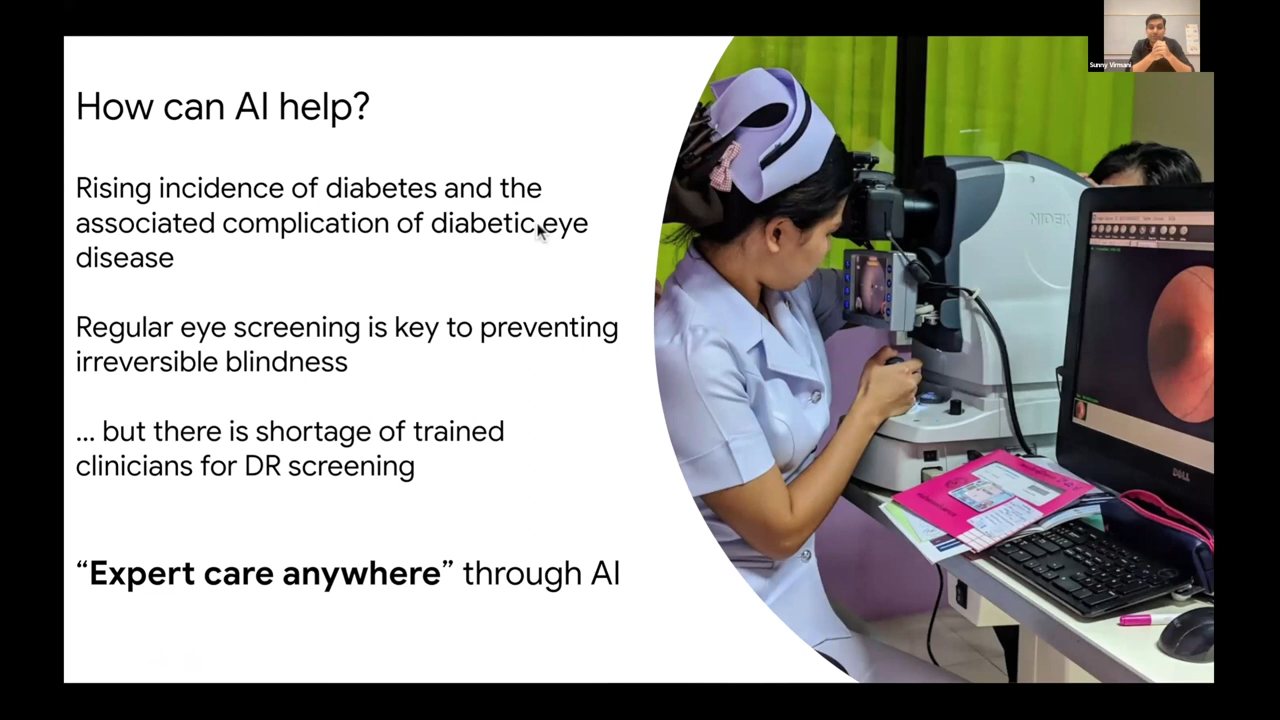 How can AI help?
Rising incidence of diabetes and the
associated complication of diabetic eye
disease
Regular eye screening is key to preventing
irreversible blindness
... but there is shortage of trained
clinicians for DR screening
“Expert care anywhere” through AI
Sunny Virmani
NIDEK
DELL